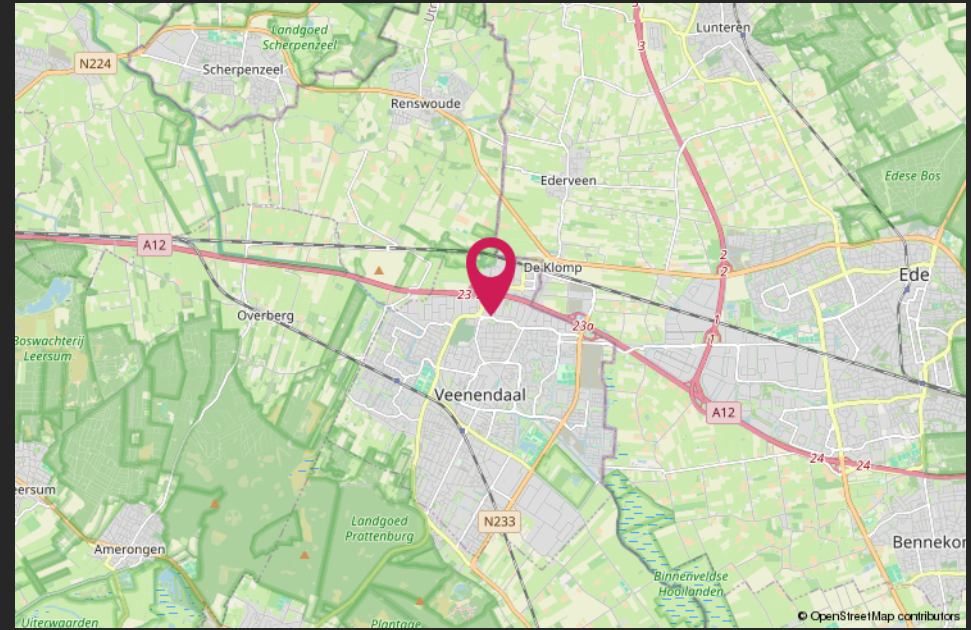 Lunteren
Landgoed
Scherpenzeel
3
N224
Scherpenzeel
Renswoude
Edese Bos
Ederveen
A12
De Klomp
2
2
Ede
23
Overberg
23a
1
1
Boswachterij
Leersum
Veenendaal
A12
24
24
eersum
N233
Landgoed
Prattenburg
Amerongen
Bennekor
Binnenveldse
Hooilanden
Uiterwaarden
Plantage
© OpenStreetMap contributors